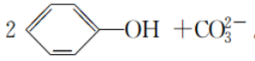 2 —OH +CO₃²⁻